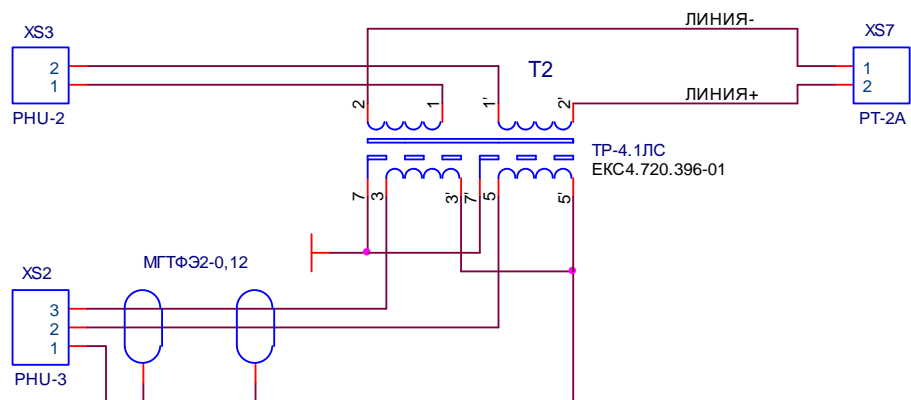 ЛИНИЯ-
XS3
XS7
2
1
1
2
T2
PHU-2
2
1
1'
2'
ЛИНИЯ+
PT-2A
ТР-4.1ЛС
ЕКС4.720.396-01
7
3
3'
7'
5
5'
XS2
МГТФЭ2-0,12
3
2
1
PHU-3